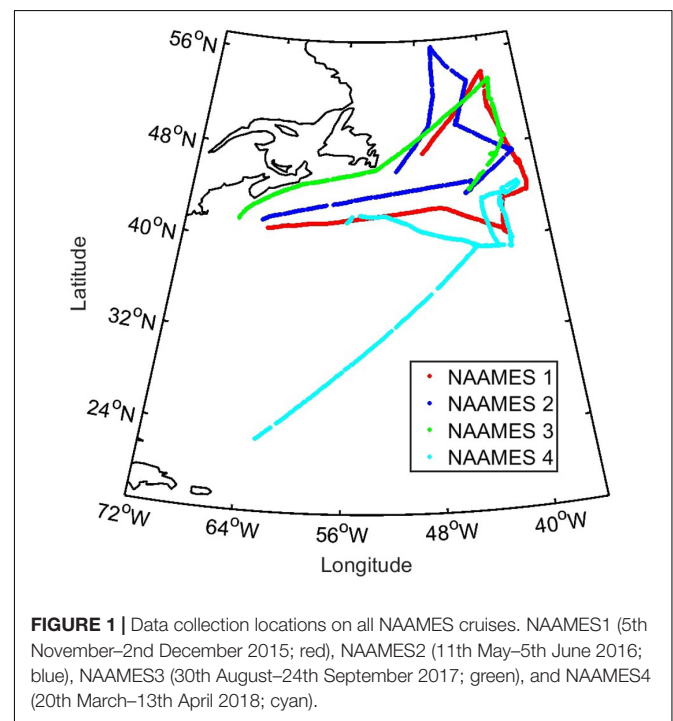 56°N
48°N
40°N
32°N
24°N
Latitude
72°W
64°W
56°W
48°W
40°W
Longitude
NAAMES 1
NAAMES 2
NAAMES 3
NAAMES 4
FIGURE 1 | Data collection locations on all NAAMES cruises. NAAMES1 (5th
November–2nd December 2015; red), NAAMES2 (11th May–5th June 2016;
blue), NAAMES3 (30th August–24th September 2017; green), and NAAMES4
(20th March–13th April 2018; cyan).